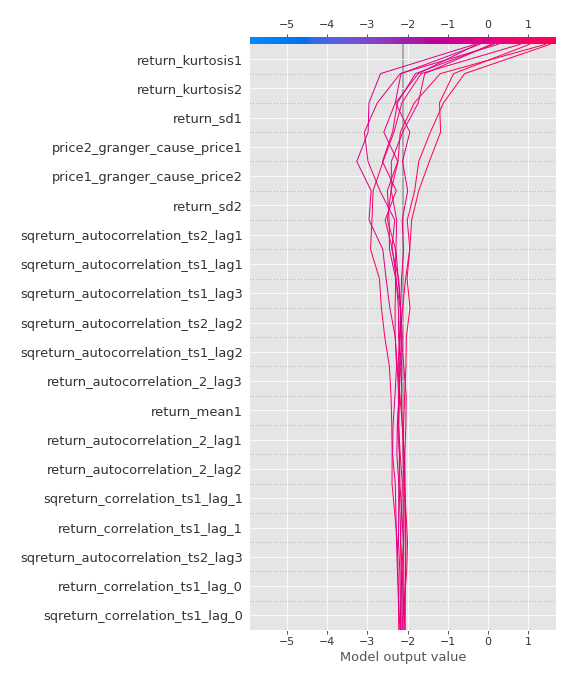 −5 −4 −3 −2 −1 0 1
return_kurtosis1
return_kurtosis2
return_sd1
price2_granger_cause_price1
price1_granger_cause_price2
return_sd2
sqreturn_autocorrelation_ts2_lag1
sqreturn_autocorrelation_ts1_lag1
sqreturn_autocorrelation_ts1_lag3
sqreturn_autocorrelation_ts2_lag2
sqreturn_autocorrelation_ts1_lag2
return_autocorrelation_2_lag3
return_mean1
return_autocorrelation_2_lag1
return_autocorrelation_2_lag2
sqreturn_correlation_ts1_lag_1
return_correlation_ts1_lag_1
sqreturn_autocorrelation_ts2_lag3
return_correlation_ts1_lag_0
sqreturn_correlation_ts1_lag_0
−5 −4 −3 −2 −1 0 1
Model output value